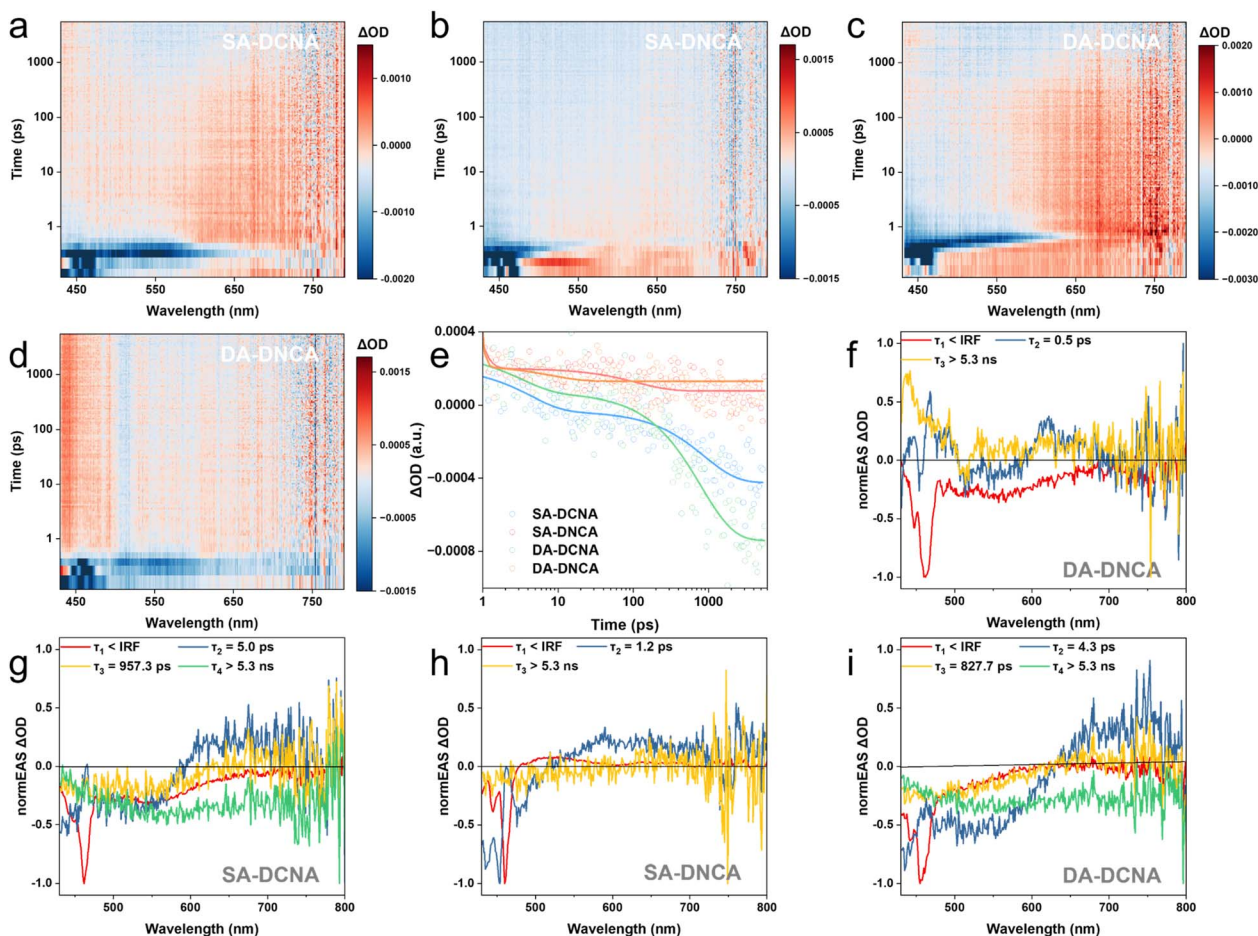 a
SA-DCNA
ΔOD
0.0010
0.0000
−0.0010
−0.0020
Time (ps)
1000
100
10
1
450
550
650
750
Wavelength (nm)
b
SA-DNCA
ΔOD
0.0015
0.0005
−0.0005
−0.0015
Time (ps)
1000
100
10
1
450
550
650
750
Wavelength (nm)
c
DA-DCNA
ΔOD
0.0020
0.0010
0.0000
−0.0010
−0.0020
−0.0030
Time (ps)
1000
100
10
1
450
550
650
750
Wavelength (nm)
d
DA-DNCA
ΔOD
0.0015
0.0005
−0.0005
−0.0015
Time (ps)
1000
100
10
1
450
550
650
750
Wavelength (nm)
e
ΔOD (a.u.)
0.0004
0.0000
−0.0004
−0.0008
SA-DCNA
SA-DNCA
DA-DCNA
DA-DNCA
1
10
100
1000
Time (ps)
f
τ1 < IRF
τ2 = 0.5 ps
τ3 > 5.3 ns
normEAS ΔOD
1.0
0.5
0.0
-0.5
-1.0
DA-DNCA
500
600
700
800
Wavelength (nm)
g
τ1 < IRF
τ2 = 5.0 ps
τ3 = 957.3 ps
τ4 > 5.3 ns
normEAS ΔOD
1.0
0.5
0.0
-0.5
-1.0
SA-DCNA
500
600
700
800
Wavelength (nm)
h
τ1 < IRF
τ2 = 1.2 ps
τ3 > 5.3 ns
normEAS ΔOD
1.0
0.5
0.0
-0.5
-1.0
SA-DNCA
500
600
700
800
Wavelength (nm)
i
τ1 < IRF
τ2 = 4.3 ps
τ3 = 827.7 ps
τ4 > 5.3 ns
normEAS ΔOD
1.0
0.5
0.0
-0.5
-1.0
DA-DCNA
500
600
700
800
Wavelength (nm)